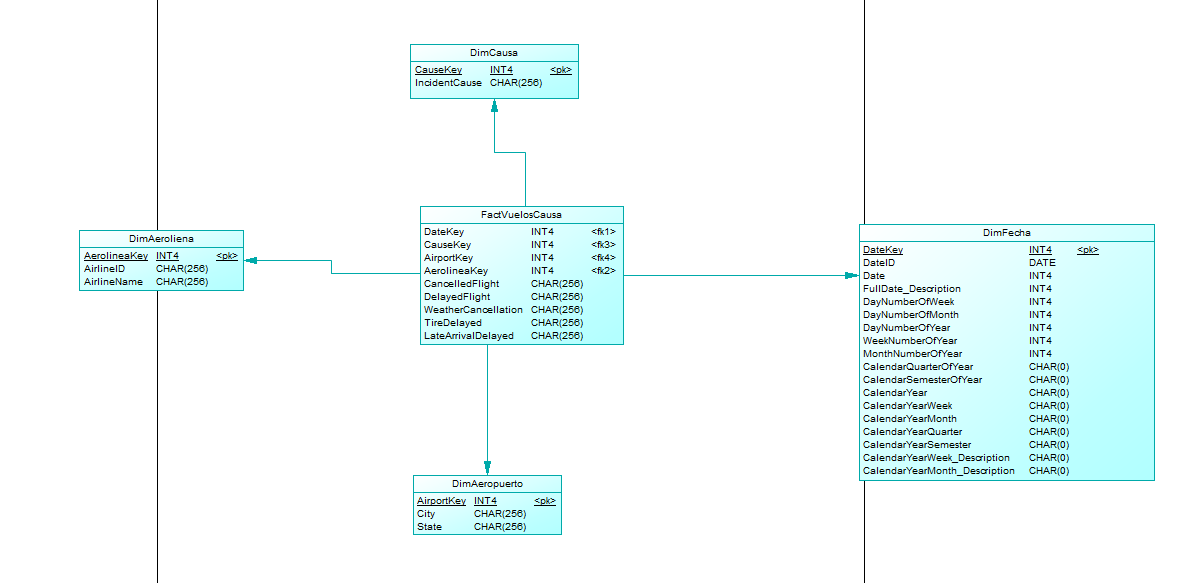 DimCausa
CauseKey INT4 <pk>
IncidentCause CHAR(256)
FactVuelosCausa
DateKey INT4 <fk1>
CauseKey INT4 <fk3>
AirportKey INT4 <fk4>
AerolineaKey INT4 <fk2>
CancelledFlight CHAR(256)
DelayedFlight CHAR(256)
WeatherCancellation CHAR(256)
TireDelayed CHAR(256)
LateArrivalDelayed CHAR(256)
DimAeroliena
AerolineaKey INT4 <pk>
AirlineID CHAR(256)
AirlineName CHAR(256)
DimFecha
DateKey INT4 <pk>
DateID DATE
Date INT4
FullDate_Description INT4
DayNumberOfWeek INT4
DayNumberOfMonth INT4
DayNumberOfYear INT4
WeekNumberOfYear INT4
MonthNumberOfYear INT4
CalendarQuarterOfYear CHAR(0)
CalendarSemesterOfYear CHAR(0)
CalendarYear CHAR(0)
CalendarYearWeek CHAR(0)
CalendarYearMonth CHAR(0)
CalendarYearQuarter CHAR(0)
CalendarYearSemester CHAR(0)
CalendarYearWeek_Description CHAR(0)
CalendarYearMonth_Description CHAR(0)
DimAeropuerto
AirportKey INT4 <pk>
City CHAR(256)
State CHAR(256)